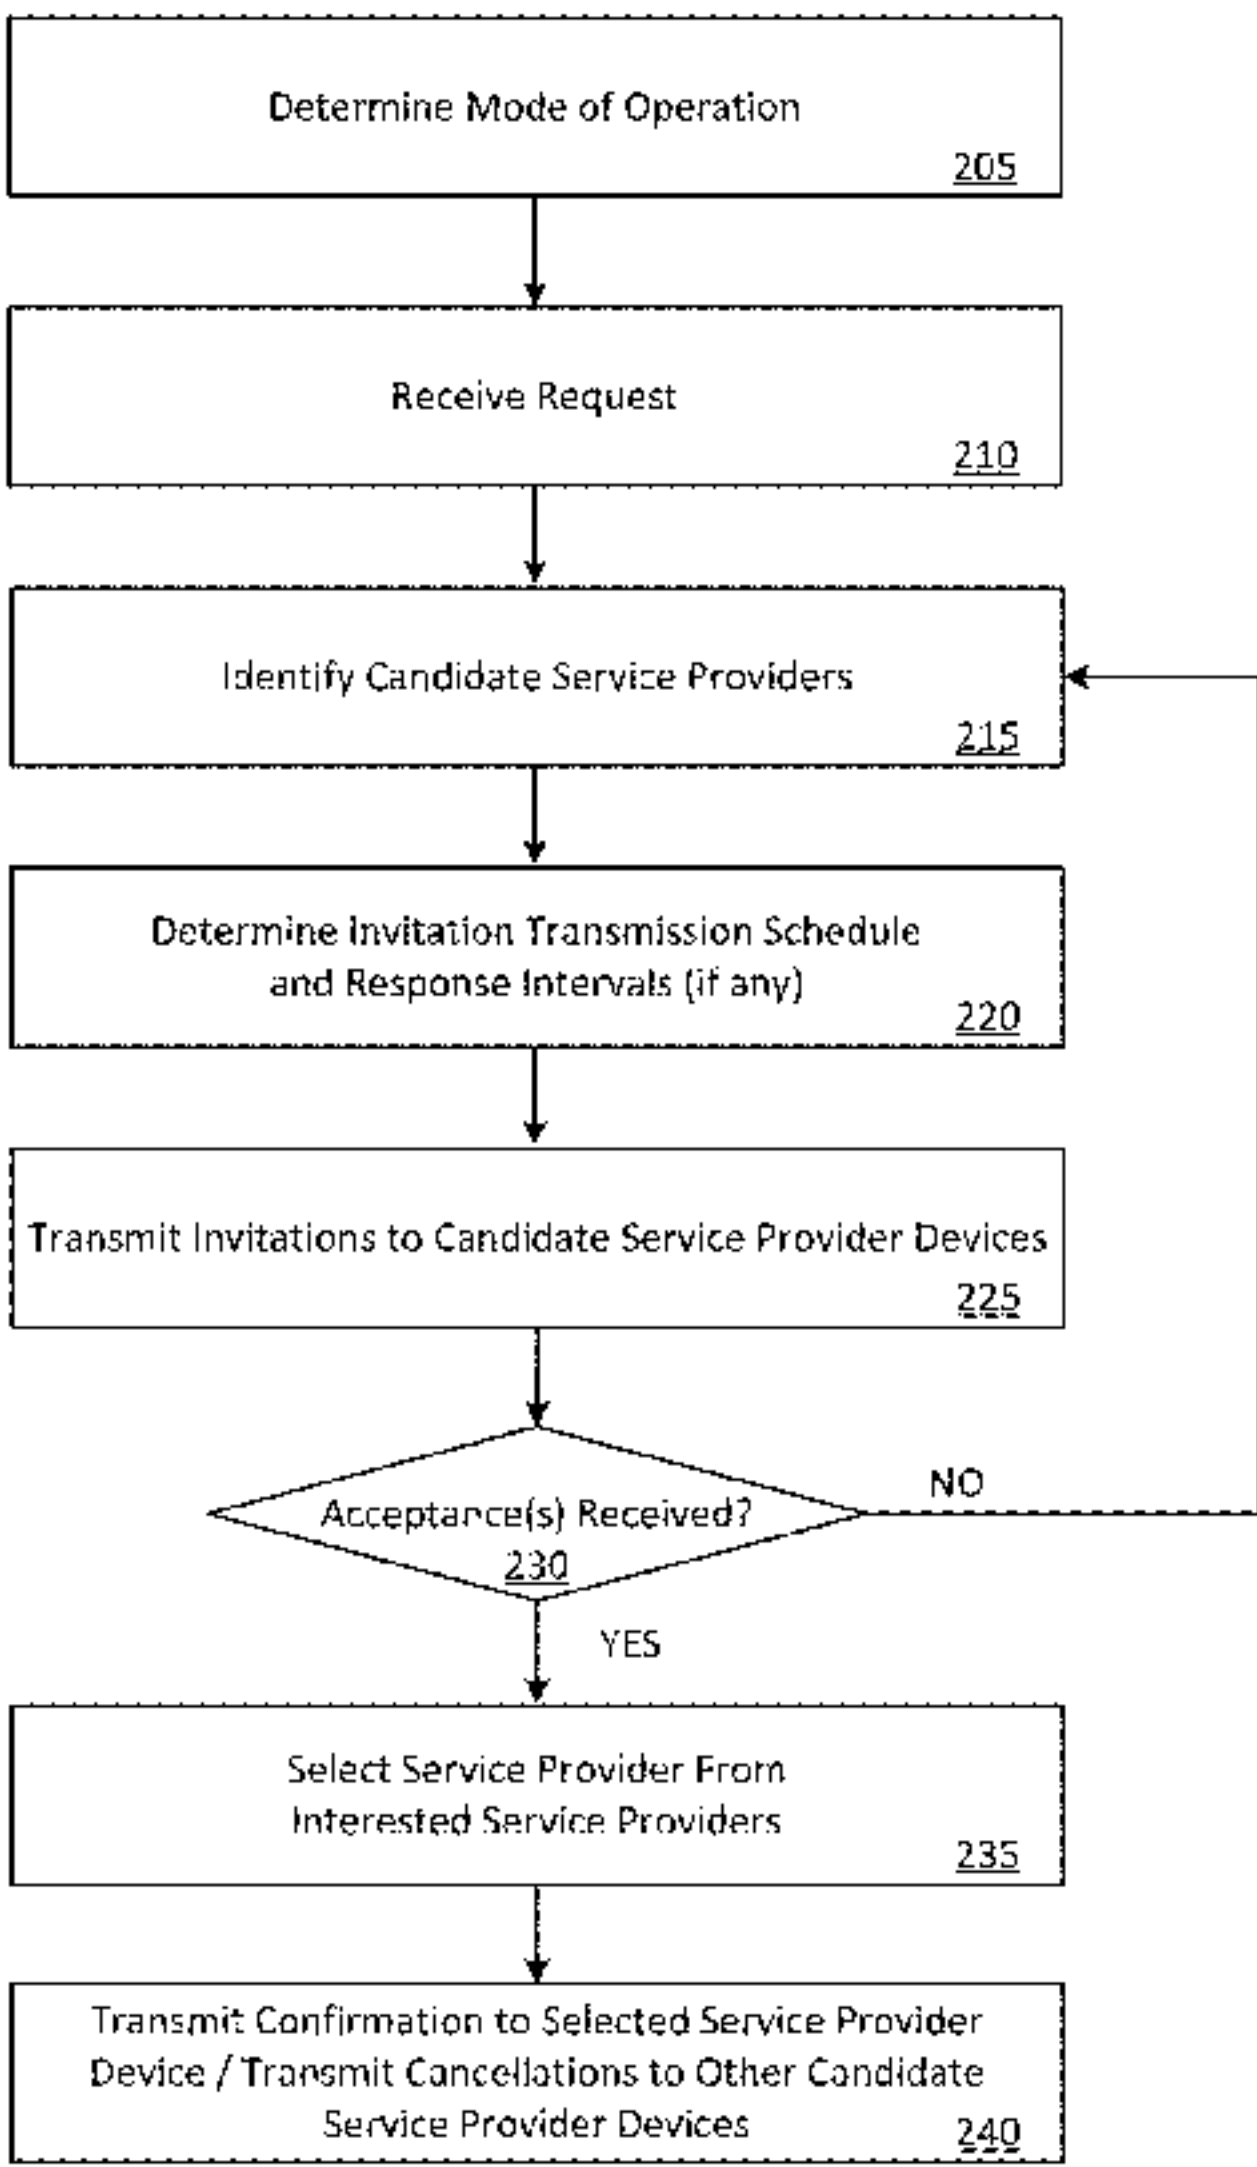 Determine Mode of Operation
205
Receive Request
210
Identify Candidate Service Providers
215
Determine Invitation Transmission Schedule
and Response Intervals (if any)
220
Transmit Invitations to Candidate Service Provider Devices
225
Acceptance(s) Received?
230
NO
YES
Select Service Provider From
Interested Service Providers
235
Transmit Confirmation to Selected Service Provider
Device / Transmit Cancellations to Other Candidate
Service Provider Devices
240